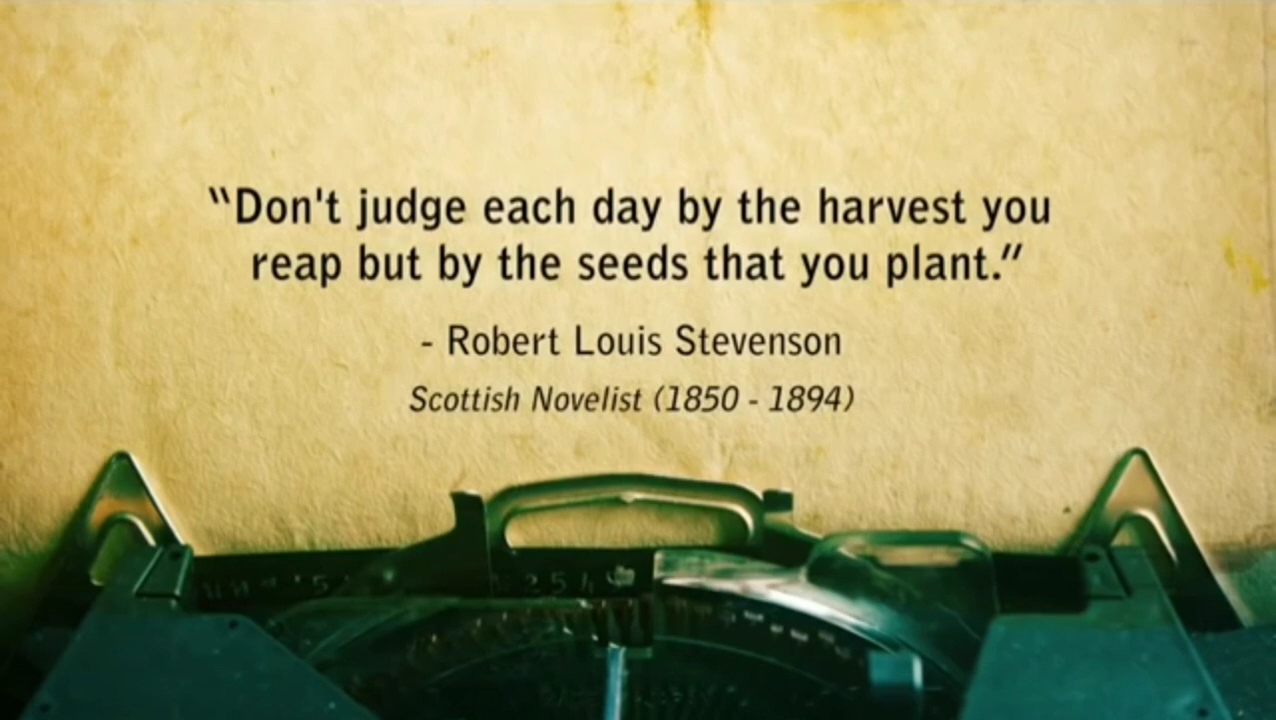 “Don't judge each day by the harvest you
reap but by the seeds that you plant.”
- Robert Louis Stevenson
Scottish Novelist (1850 - 1894)